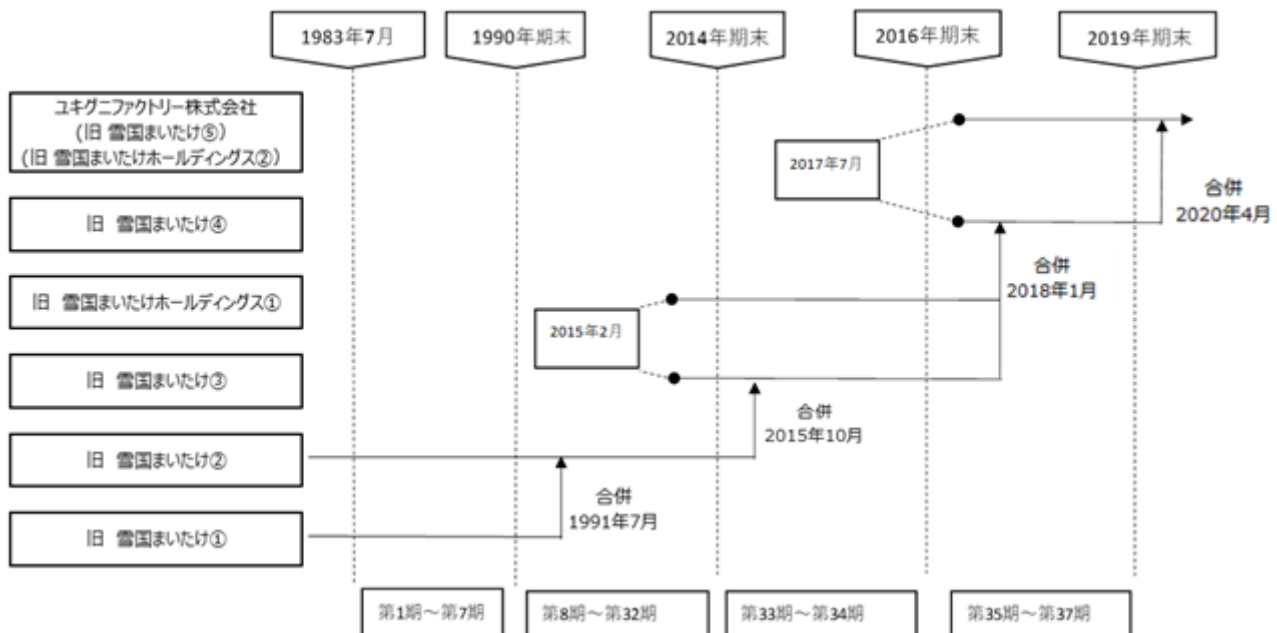 1983年7月
1990年期末
2014年期末
2016年期末
2019年期末
ユキグニファクトリー株式会社
(旧 雪国まいたけ⑤)
(旧 雪国まいたけホールディングス②)
2017年7月
合併
2020年4月
旧 雪国まいたけ④
合併
2018年1月
旧 雪国まいたけホールディングス①
2015年2月
旧 雪国まいたけ③
合併
2015年10月
旧 雪国まいたけ②
合併
1991年7月
旧 雪国まいたけ①
第1期~第7期
第8期~第32期
第33期~第34期
第35期~第37期